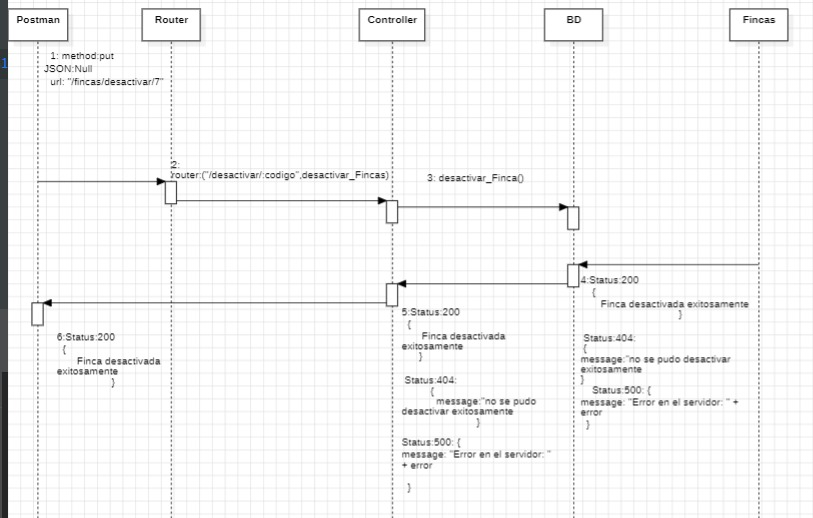 Postman
Router
Controller
BD
Fincas
1: method:put
JSON:Null
url: "/fincas/desactivar/7"
2:
router:("/desactivar/:codigo",desactivar_Fincas)
3: desactivar_Finca()
4:Status:200
{
Finca desactivada exitosamente
}
Status:404:
{
message:"no se pudo desactivar
exitosamente
}
Status:500: {
message: "Error en el servidor: " +
error
}
5:Status:200
{
Finca desactivada
exitosamente
}
Status:404:
{
message:"no se pudo
desactivar exitosamente
}
Status:500: {
message: "Error en el servidor: "
+ error
}
6:Status:200
{
Finca desactivada
exitosamente
}
1